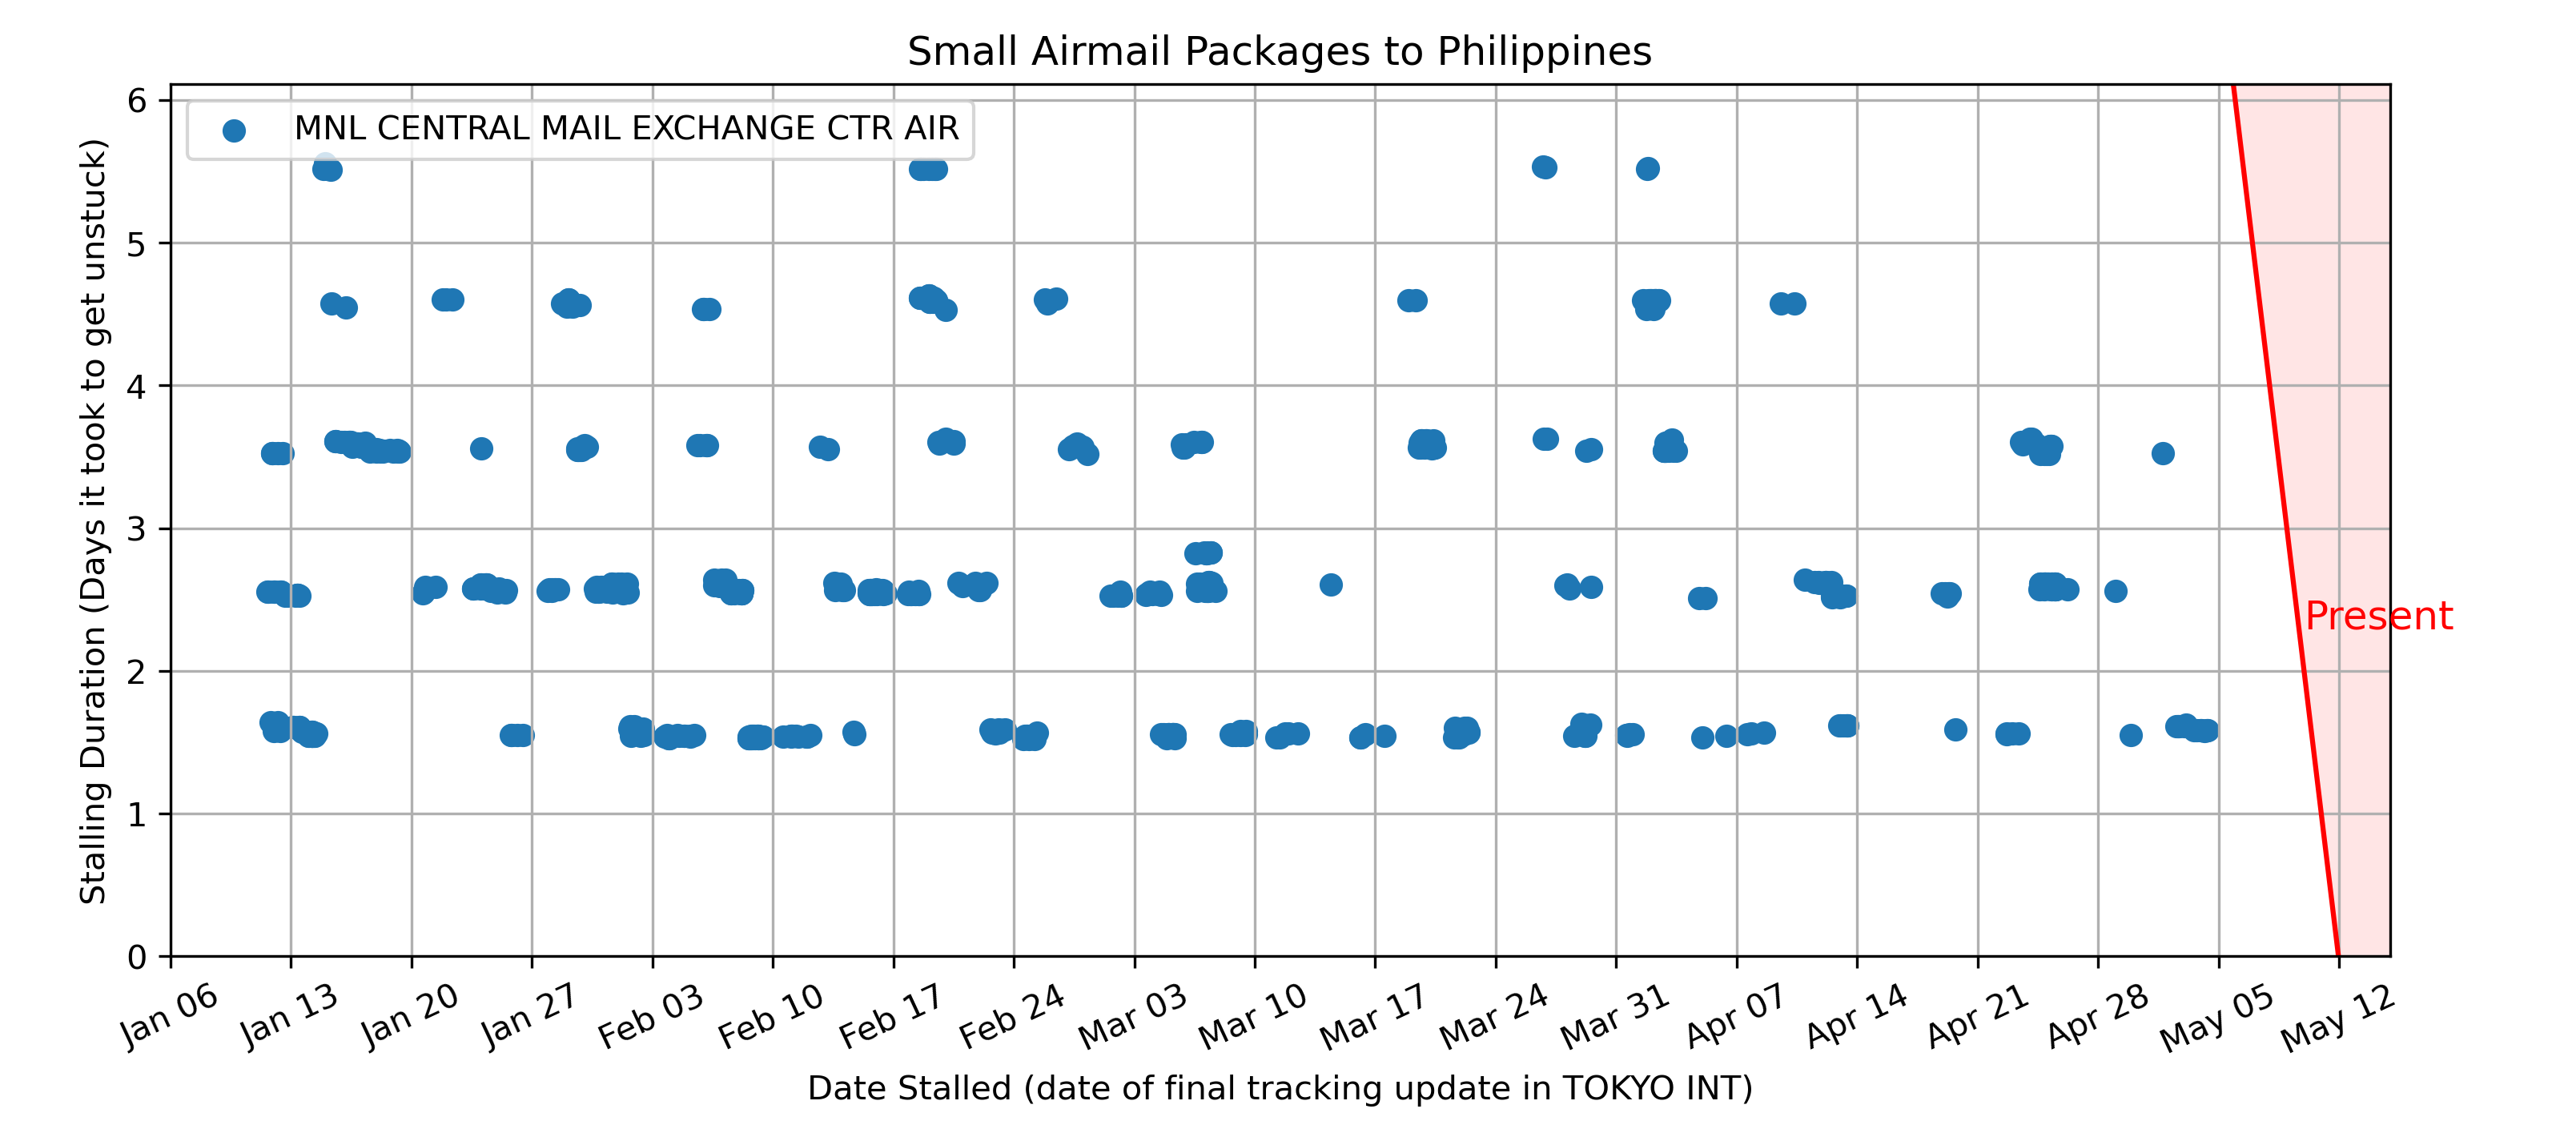 Small Airmail Packages to Philippines
MNL CENTRAL MAIL EXCHANGE CTR AIR
Stalling Duration (Days it took to get unstuck)
6
5
4
3
2
1
0
Present
Jan 06
Jan 13
Jan 20
Jan 27
Feb 03
Feb 10
Feb 17
Feb 24
Mar 03
Mar 10
Mar 17
Mar 24
Mar 31
Apr 07
Apr 14
Apr 21
Apr 28
May 05
May 12
Date Stalled (date of final tracking update in TOKYO INT)